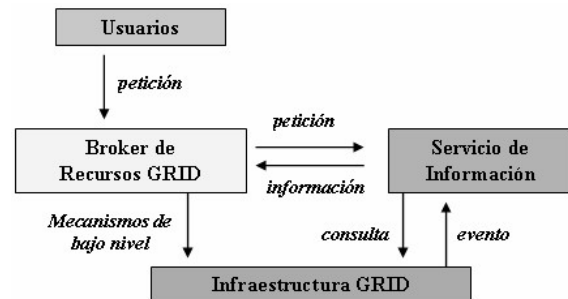 Usuarios
petición
petición
Broker de
Recursos GRID
Servicio de
Información
información
Mecanismos de
bajo nivel
consulta
evento
Infraestructura GRID